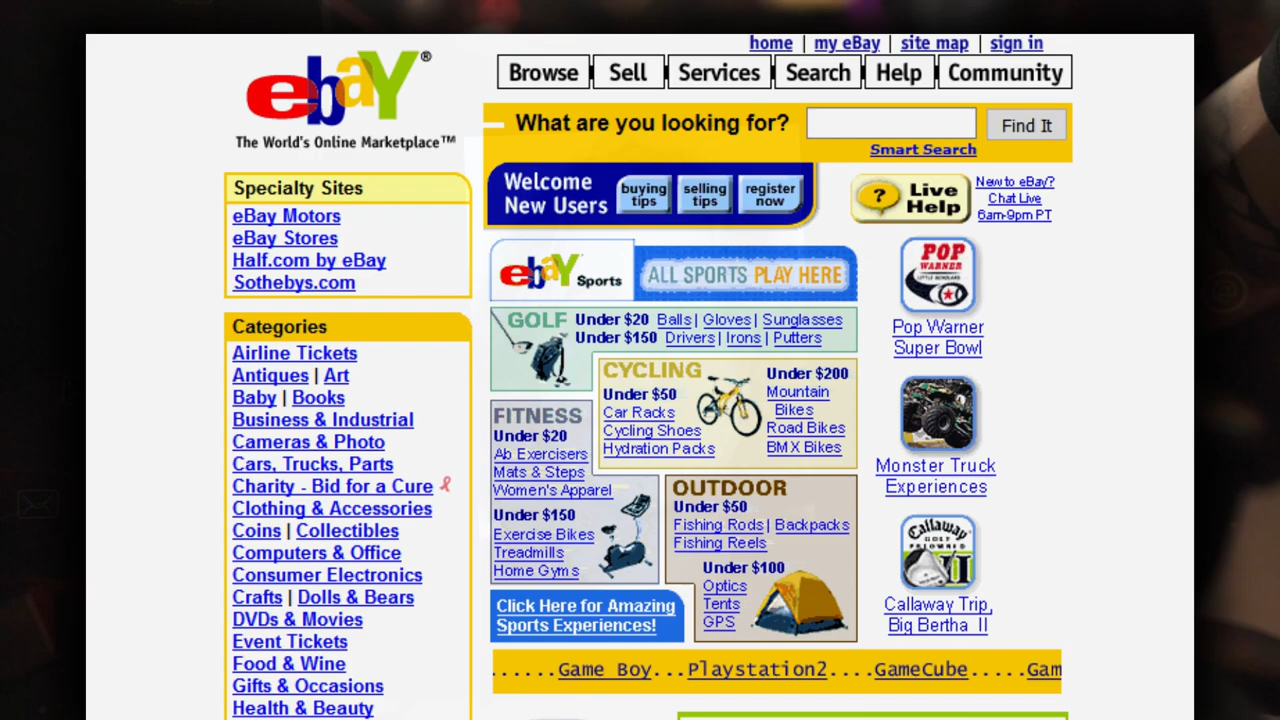 home | my eBay | site map | sign in
ebaY®
The World's Online Marketplace™
Browse Sell Services Search Help Community
What are you looking for? Find It
Smart Search
Welcome
New Users
buying
tips
selling
tips
register
now
?
Live
Help
New to eBay?
Chat Live
6am-9pm PT
Specialty Sites
eBay Motors
eBay Stores
Half.com by eBay
Sothebys.com
Categories
Airline Tickets
Antiques | Art
Baby | Books
Business & Industrial
Cameras & Photo
Cars, Trucks, Parts
Charity - Bid for a Cure
Clothing & Accessories
Coins | Collectibles
Computers & Office
Consumer Electronics
Crafts | Dolls & Bears
DVDs & Movies
Event Tickets
Food & Wine
Gifts & Occasions
Health & Beauty
ebaY Sports
ALL SPORTS PLAY HERE
GOLF Under $20 Balls | Gloves | Sunglasses
Under $150 Drivers | Irons | Putters
CYCLING
Under $50
Car Racks
Cycling Shoes
Hydration Packs
Under $200
Mountain
Bikes
Road Bikes
BMX Bikes
FITNESS
Under $20
Ab Exercisers
Mats & Steps
Women's Apparel
Under $150
Exercise Bikes
Treadmills
Home Gyms
OUTDOOR
Under $50
Fishing Rods | Backpacks
Fishing Reels
Under $100
Optics
Tents
GPS
Click Here for Amazing
Sports Experiences!
POP
WARNER
LITTLE SCHOLARS
Pop Warner
Super Bowl
Monster Truck
Experiences
Callaway
GOLF PRE-OWNED
II
Callaway Trip,
Big Bertha II
......Game Boy...Playstation2....GameCube.....Gam